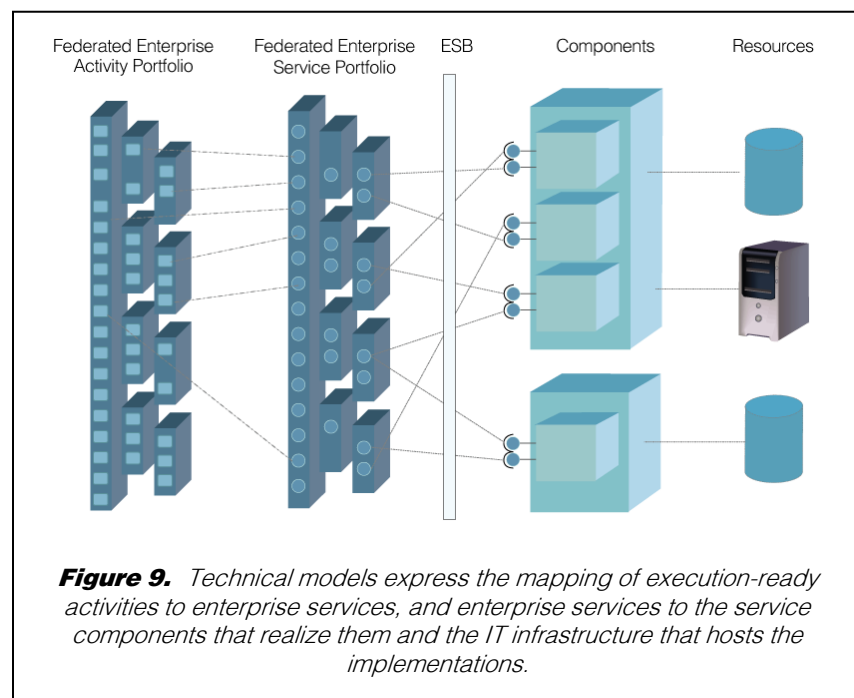 Federated Enterprise
Activity Portfolio
Federated Enterprise
Service Portfolio
ESB
Components
Resources
Figure 9. Technical models express the mapping of execution-ready
activities to enterprise services, and enterprise services to the service
components that realize them and the IT infrastructure that hosts the
implementations.